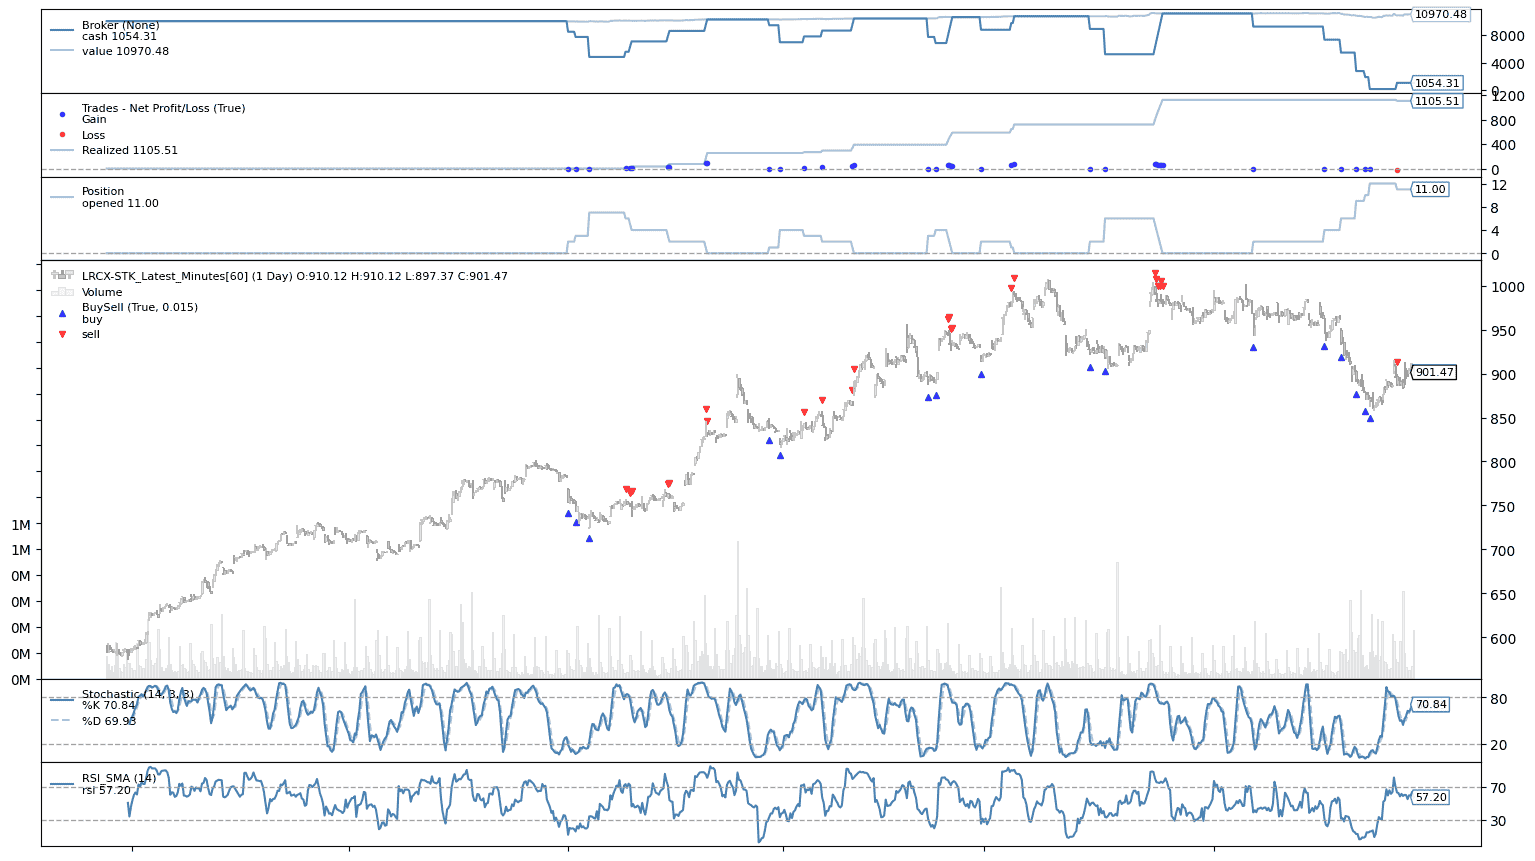 Broker (None)
cash 1054.31
value 10970.48
10970.48
8000
4000
0
1054.31
Trades - Net Profit/Loss (True)
Gain
Loss
Realized 1105.51
1200
1105.51
800
400
0
Position
opened 11.00
12
11.00
8
4
0
LRCX-STK_Latest_Minutes[60] (1 Day) O:910.12 H:910.12 L:897.37 C:901.47
Volume
BuySell (True, 0.015)
buy
sell
1000
950
900
901.47
850
800
750
700
650
600
1M
1M
0M
0M
0M
0M
0M
Stochastic (14, 3, 3)
%K 70.84
%D 69.93
80
70.84
20
RSI_SMA (14)
rsi 57.20
70
57.20
30